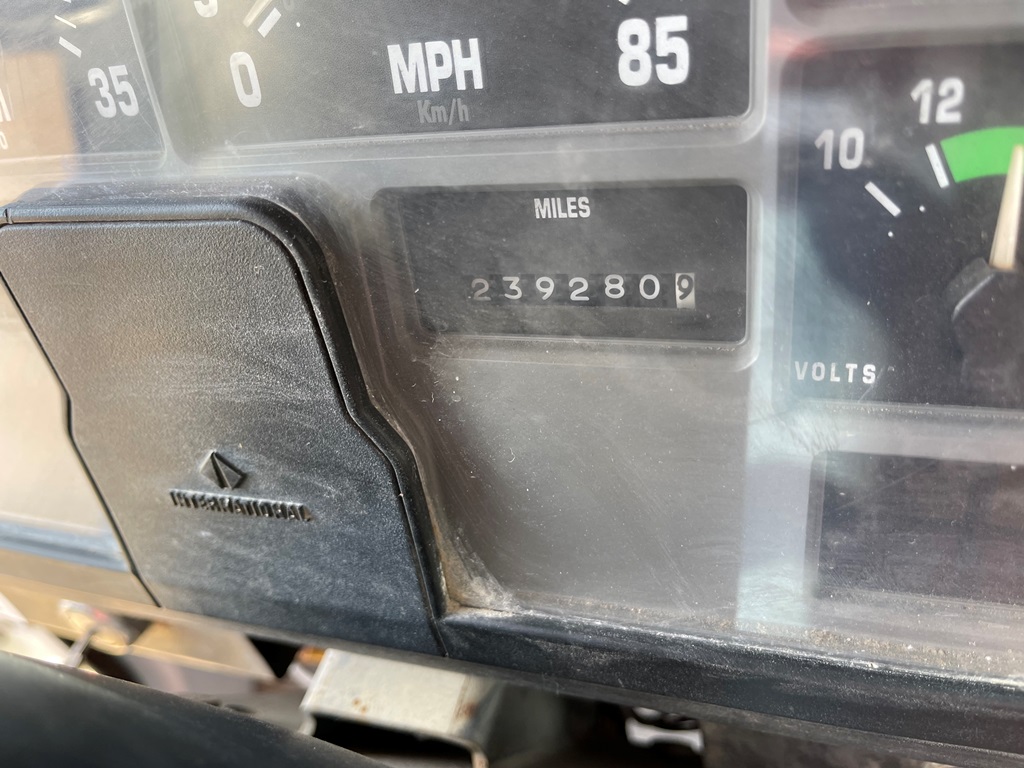 35
0
MPH
Km/h
85
10
12
MILES
2392809
VOLTS
INTERNATIONAL